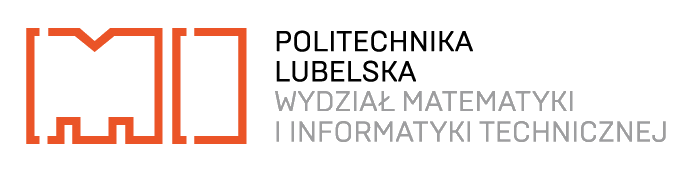 POLITECHNIKA
LUBELSKA
WYDZIAŁ MATEMATYKI
I INFORMATYKI TECHNICZNEJ